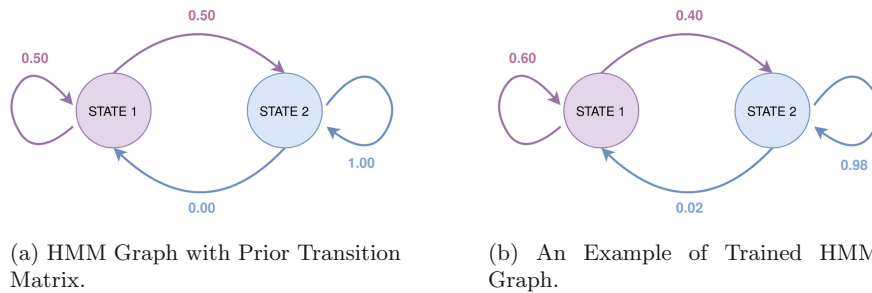 0.50
0.50
STATE 1
STATE 2
1.00
0.00
(a) HMM Graph with Prior Transition
Matrix.
0.40
0.60
STATE 1
STATE 2
0.98
0.02
(b) An Example of Trained HMM
Graph.